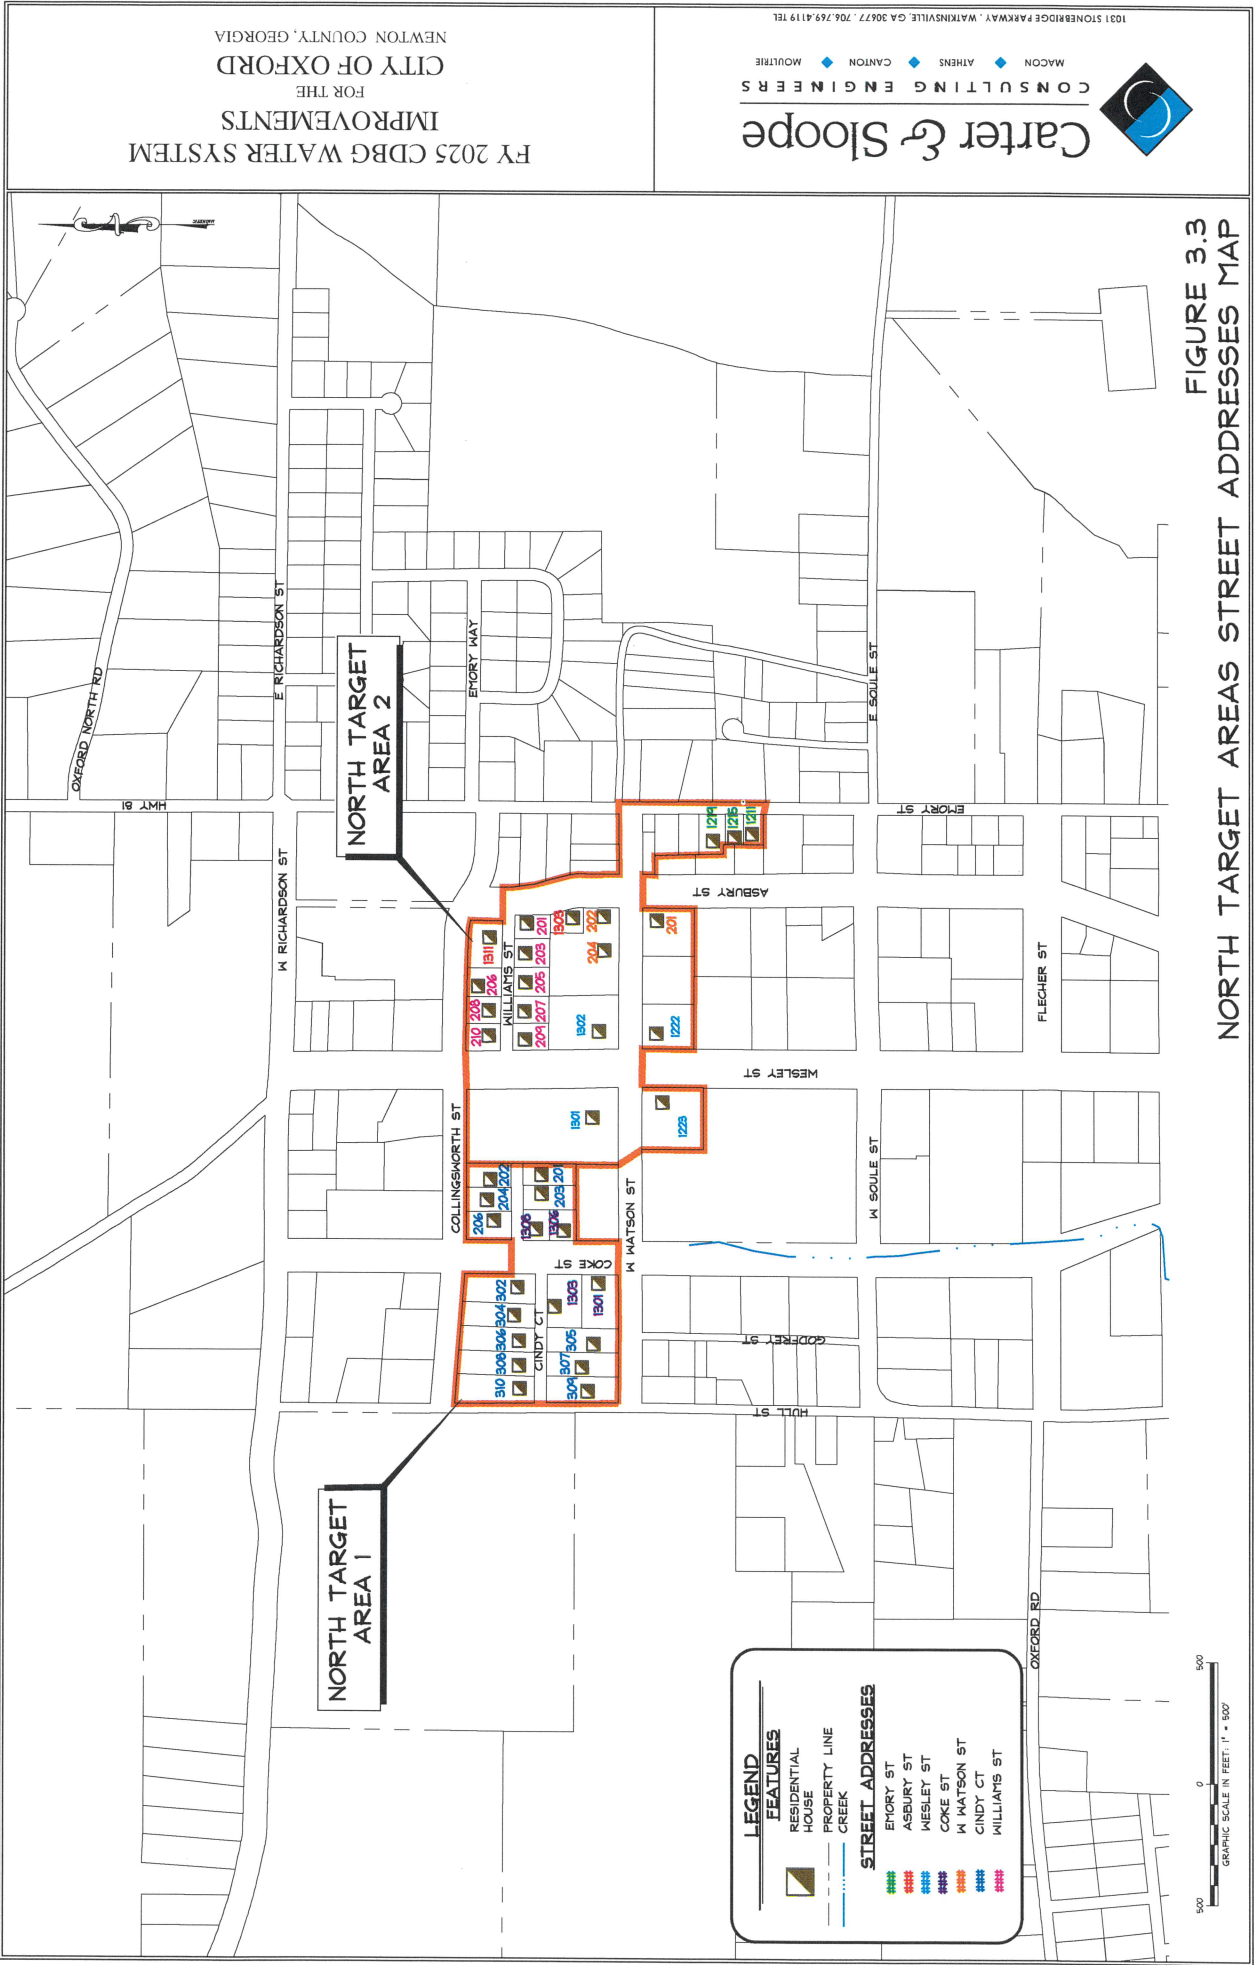 FY 2025 CDBG WATER SYSTEM
IMPROVEMENTS
FOR THE
CITY OF OXFORD
NEWTON COUNTY, GEORGIA
Carter & Sloope
CONSULTING ENGINEERS
MACON ATHENS CANTON MOULTRIE
1031 STONEBRIDGE PARKWAY . WATKINSVILLE, GA 30677 . 706.769.4119 TEL
FIGURE 3.3
NORTH TARGET AREAS STREET ADDRESSES MAP
MAGNETIC
NORTH TARGET
AREA 1
NORTH TARGET
AREA 2
OXFORD NORTH RD
HWY 81
E RICHARDSON ST
W RICHARDSON ST
EMORY WAY
E SOULE ST
EMORY ST
ASBURY ST
WILLIAMS ST
WESLEY ST
FLECHER ST
COLLINGSWORTH ST
W WATSON ST
W SOULE ST
COKE ST
CINDY CT
GODFREY ST
HULL ST
OXFORD RD
1219
1215
1211
1311
206
208
210
201
203
205
207
209
1303
202
204
1302
201
1222
1301
1223
202
204
206
201
203
1308
1306
302
304
306
308
310
1303
1301
305
307
309
LEGEND
FEATURES
RESIDENTIAL
HOUSE
PROPERTY LINE
CREEK
STREET ADDRESSES
### EMORY ST
### ASBURY ST
### WESLEY ST
### COKE ST
### W WATSON ST
### CINDY CT
### WILLIAMS ST
500 0 500
GRAPHIC SCALE IN FEET: 1" = 500'